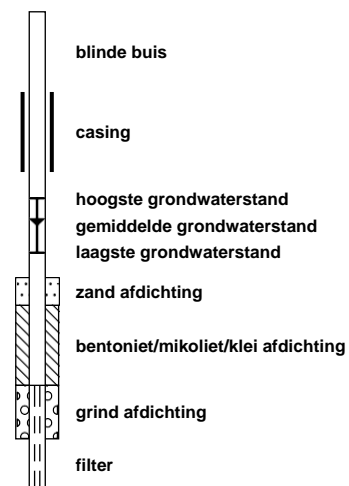 blinde buis
casing
hoogste grondwaterstand
gemiddelde grondwaterstand
laagste grondwaterstand
zand afdichting
bentoniet/mikoliet/klei afdichting
grind afdichting
filter